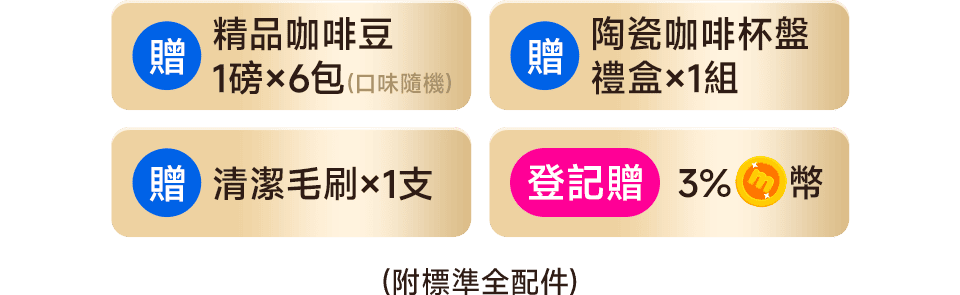 贈 精品咖啡豆
1磅×6包(口味隨機)
贈 陶瓷咖啡杯盤
禮盒×1組
贈 清潔毛刷×1支
登記贈 3% m 幣
(附標準全配件)